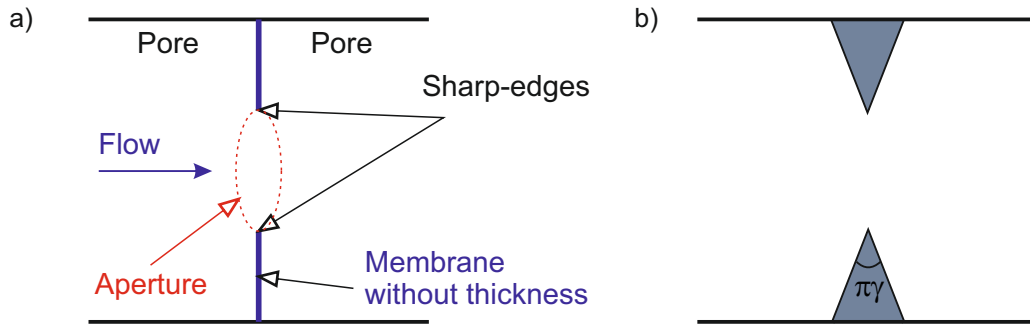 a)
b)
Pore
Pore
Sharp-edges
Flow
Aperture
Membrane
without thickness
πγ